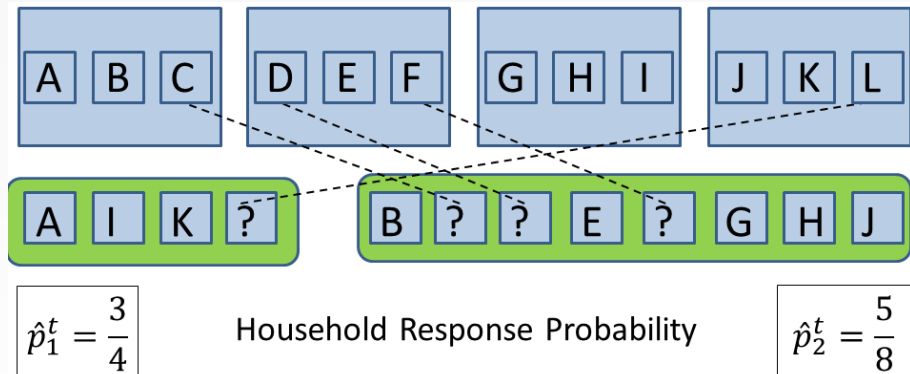 A B C D E F G H I J K L
A I K ? B ? ? E ? G H J
p̂₁ᵗ = 3/4 Household Response Probability p̂₂ᵗ = 5/8